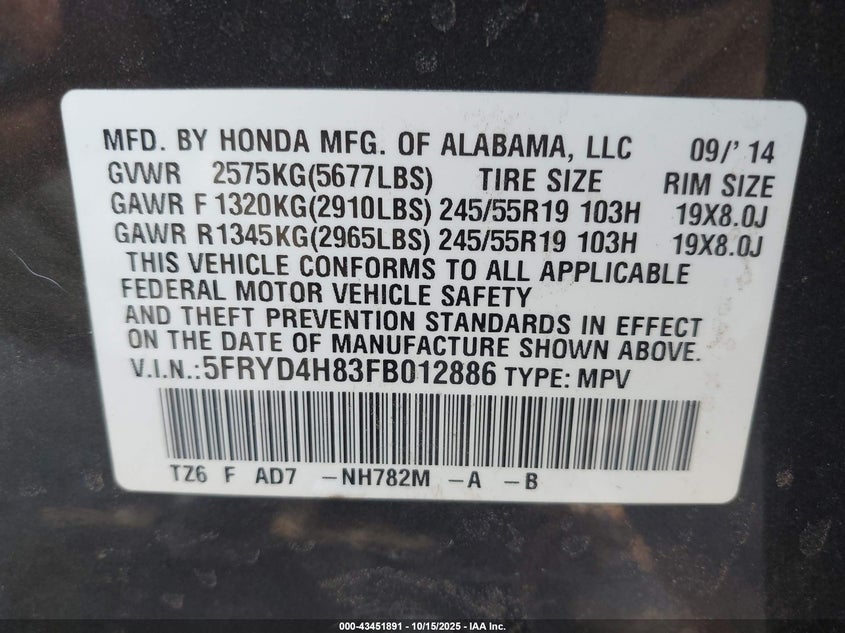 MFD. BY HONDA MFG. OF ALABAMA, LLC 09/' 14
GVWR 2575KG(5677LBS) TIRE SIZE RIM SIZE
GAWR F 1320KG(2910LBS) 245/55R19 103H 19X8.0J
GAWR R1345KG(2965LBS) 245/55R19 103H 19X8.0J
THIS VEHICLE CONFORMS TO ALL APPLICABLE
FEDERAL MOTOR VEHICLE SAFETY
AND THEFT PREVENTION STANDARDS IN EFFECT
ON THE DATE OF MANUFACTURE SHOWN ABOVE.
V.I.N.:5FRYD4H83FB012886 TYPE: MPV
TZ6 F AD7 -NH782M -A -B
000-43451891 - 10/15/2025 - IAA Inc.